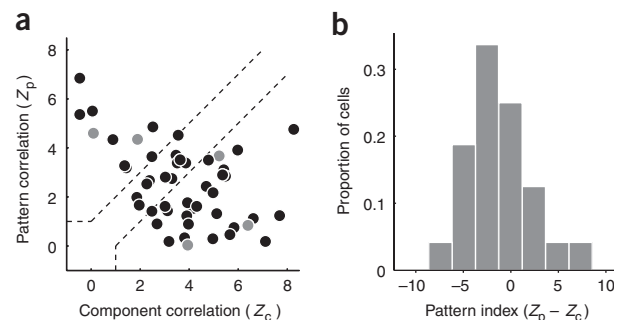 a
Pattern correlation (Zp)
8
6
4
2
0
0 2 4 6 8
Component correlation (Zc)
b
Proportion of cells
0.3
0.2
0.1
0
−10 −5 0 5 10
Pattern index (Zp − Zc)